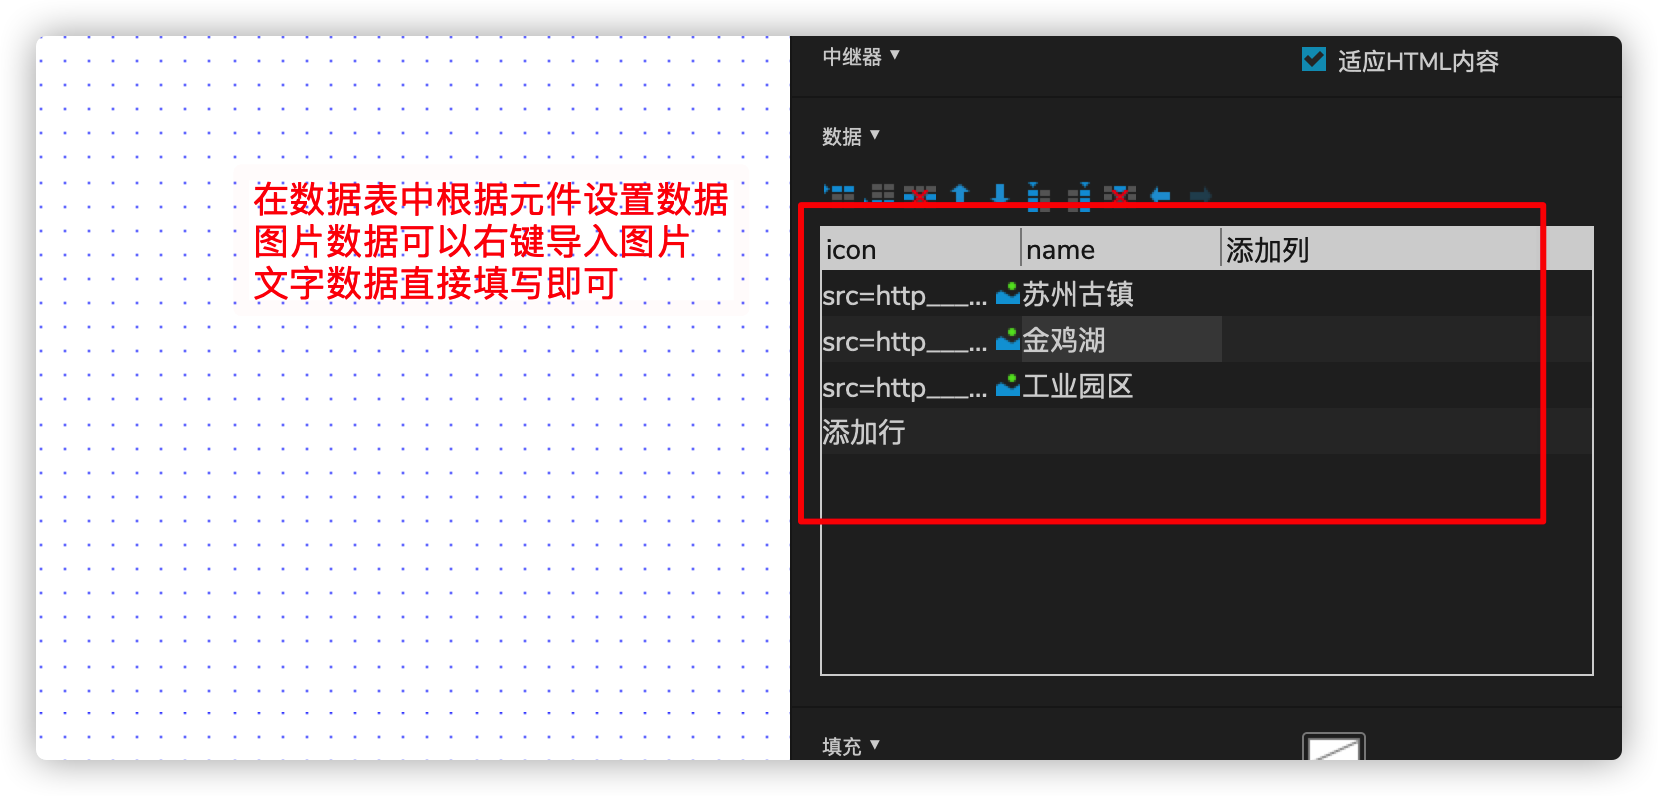 中继器
适应HTML内容
数据
在数据表中根据元件设置数据
图片数据可以右键导入图片
文字数据直接填写即可
icon name 添加列
src=http___... 苏州古镇
src=http___... 金鸡湖
src=http___... 工业园区
添加行
填充